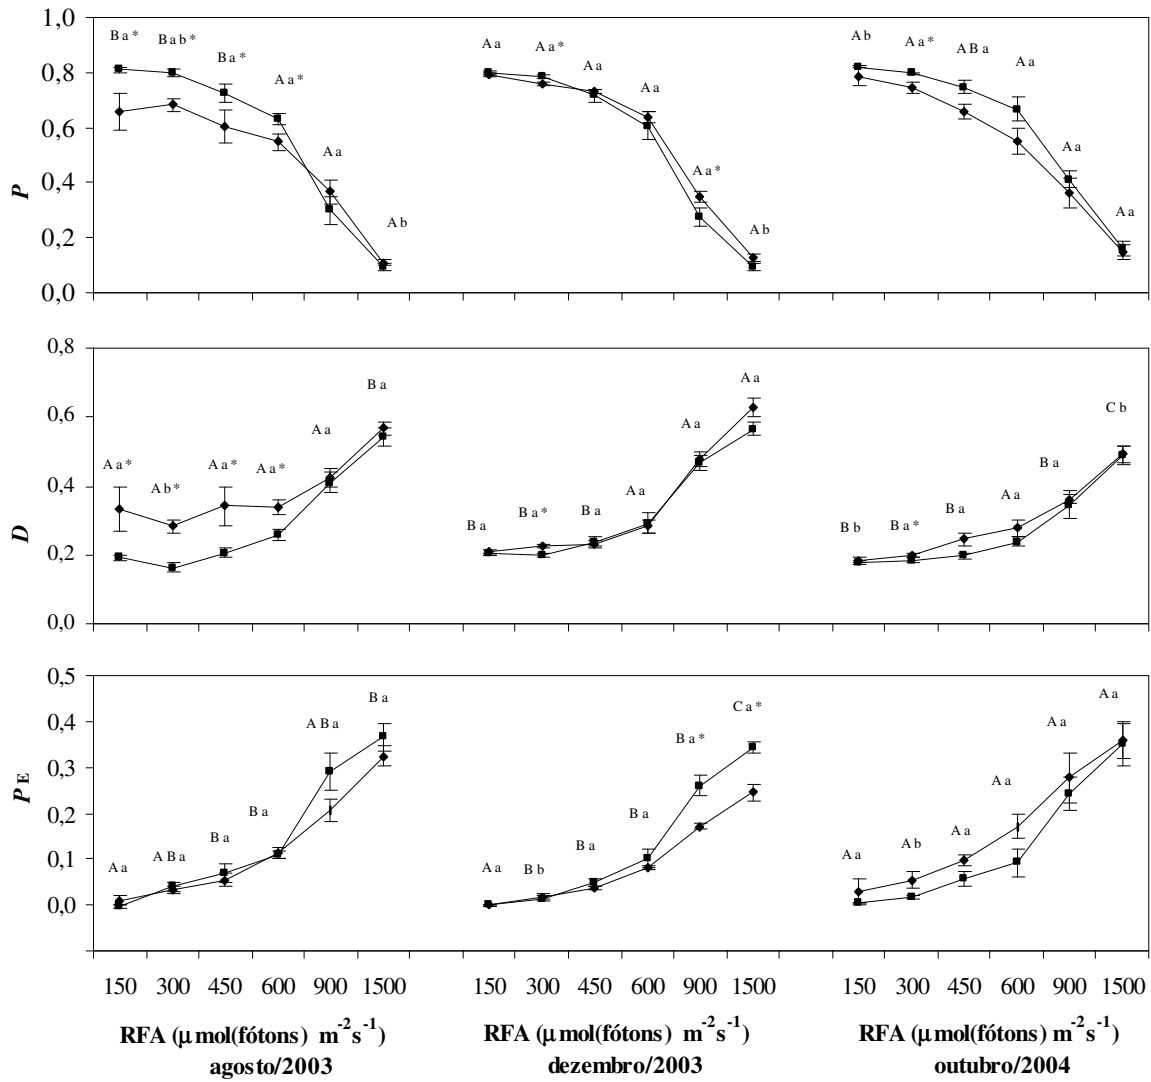 1,0
0,8
0,6
0,4
0,2
0,0
P
Ba* Bab* Ba* Aa* Aa Ab
Aa Aa* Aa Aa Aa* Ab
Ab Aa* ABa Aa Aa Aa
0,8
0,6
0,4
0,2
0,0
D
Aa* Ab* Aa* Aa* Aa Ba
Ba Ba* Ba Aa Aa Aa
Bb Ba* Ba Aa Ba Cb
0,5
0,4
0,3
0,2
0,1
0,0
PE
Aa ABa Ba Ba ABa Ba
Aa Bb Ba Ba Ba* Ca*
Aa Ab Aa Aa Aa Aa
150 300 450 600 900 1500 150 300 450 600 900 1500 150 300 450 600 900 1500
RFA (μmol(fótons) m⁻²s⁻¹) RFA (μmol(fótons) m⁻²s⁻¹) RFA (μmol(fótons) m⁻²s⁻¹)
agosto/2003 dezembro/2003 outubro/2004